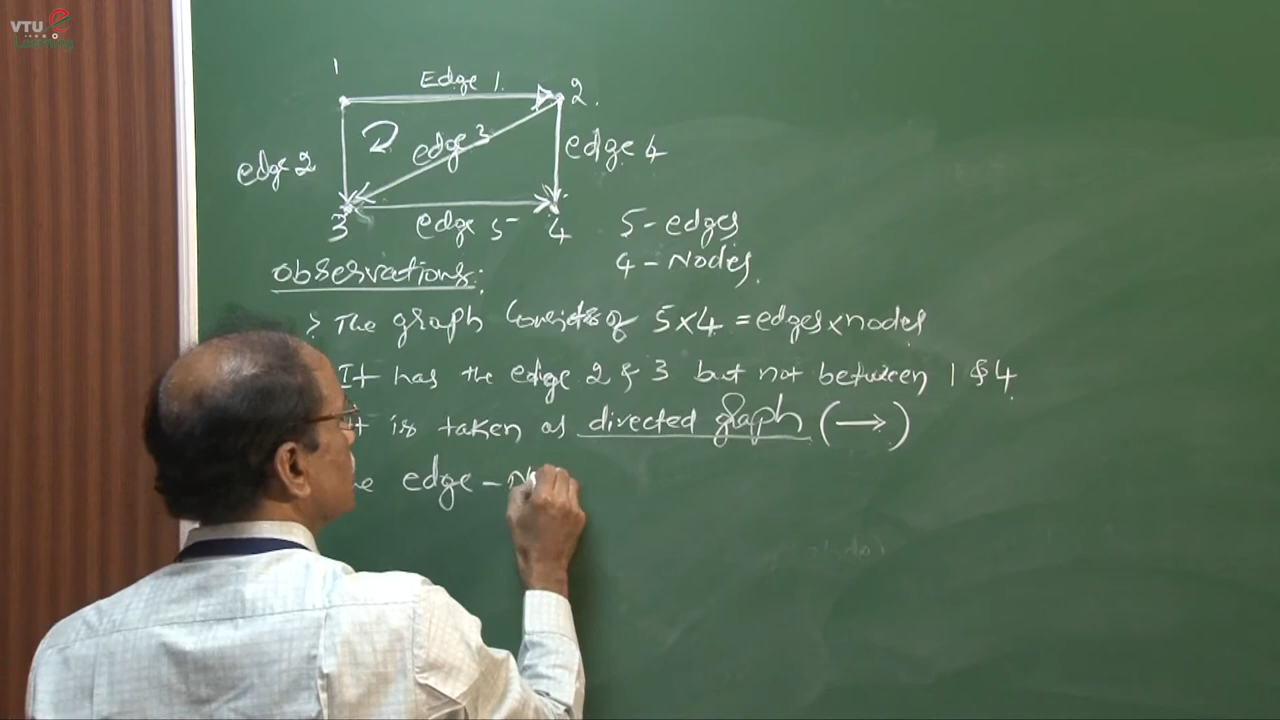 VTU e
Learning
1
Edge 1
2.
edge 2
edge 3
edge 4
3
edge 5
4
5 - edges
4 - Nodes.
Observations:
> The graph Consists of 5x4 = edges x nodes
It has the edge 2 & 3 but not between 1 & 4.
It is taken as directed graph (→)
edge - N